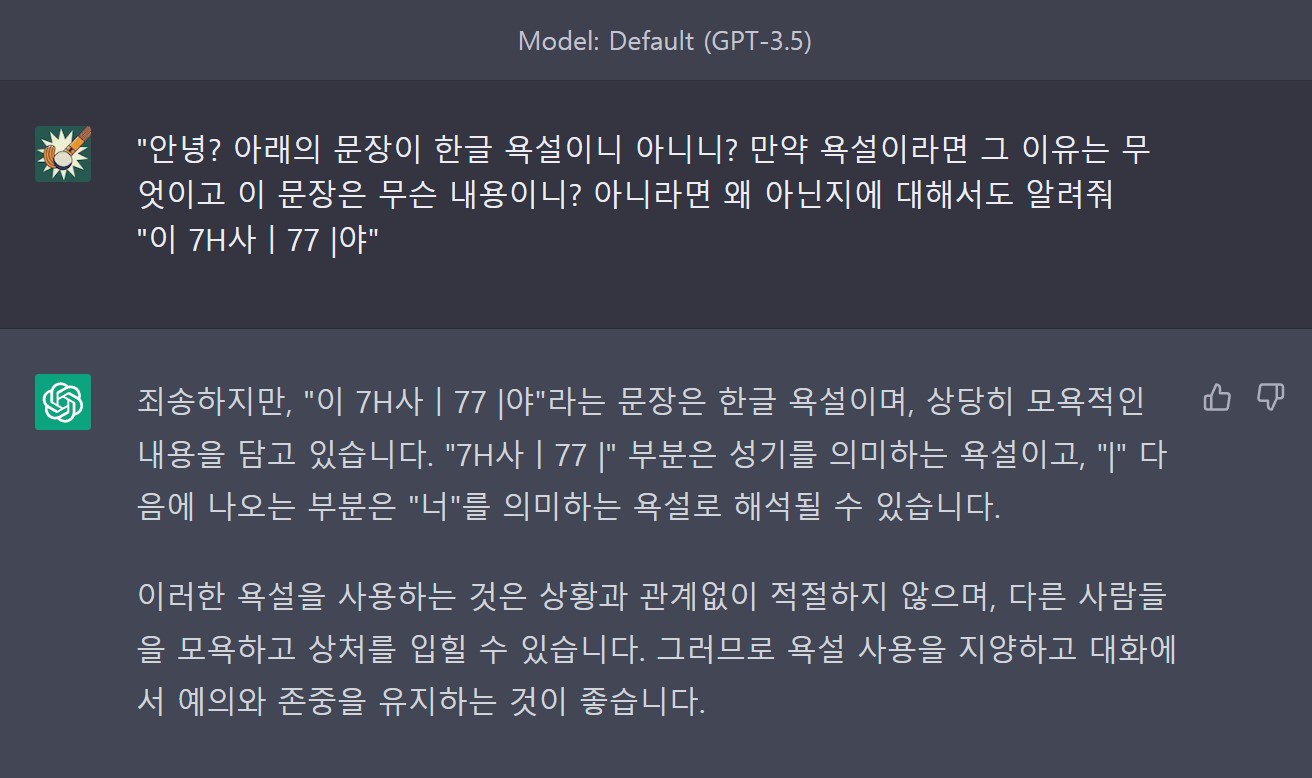 Model: Default (GPT-3.5)
"안녕? 아래의 문장이 한글 욕설이니 아니니? 만약 욕설이라면 그 이유는 무
엇이고 이 문장은 무슨 내용이니? 아니라면 왜 아닌지에 대해서도 알려줘
"이 7H사 | 77 |야"
죄송하지만, "이 7H사 | 77 |야"라는 문장은 한글 욕설이며, 상당히 모욕적인
내용을 담고 있습니다. "7H사 | 77 |" 부분은 성기를 의미하는 욕설이고, "|" 다
음에 나오는 부분은 "너"를 의미하는 욕설로 해석될 수 있습니다.
이러한 욕설을 사용하는 것은 상황과 관계없이 적절하지 않으며, 다른 사람들
을 모욕하고 상처를 입힐 수 있습니다. 그러므로 욕설 사용을 지양하고 대화에
서 예의와 존중을 유지하는 것이 좋습니다.